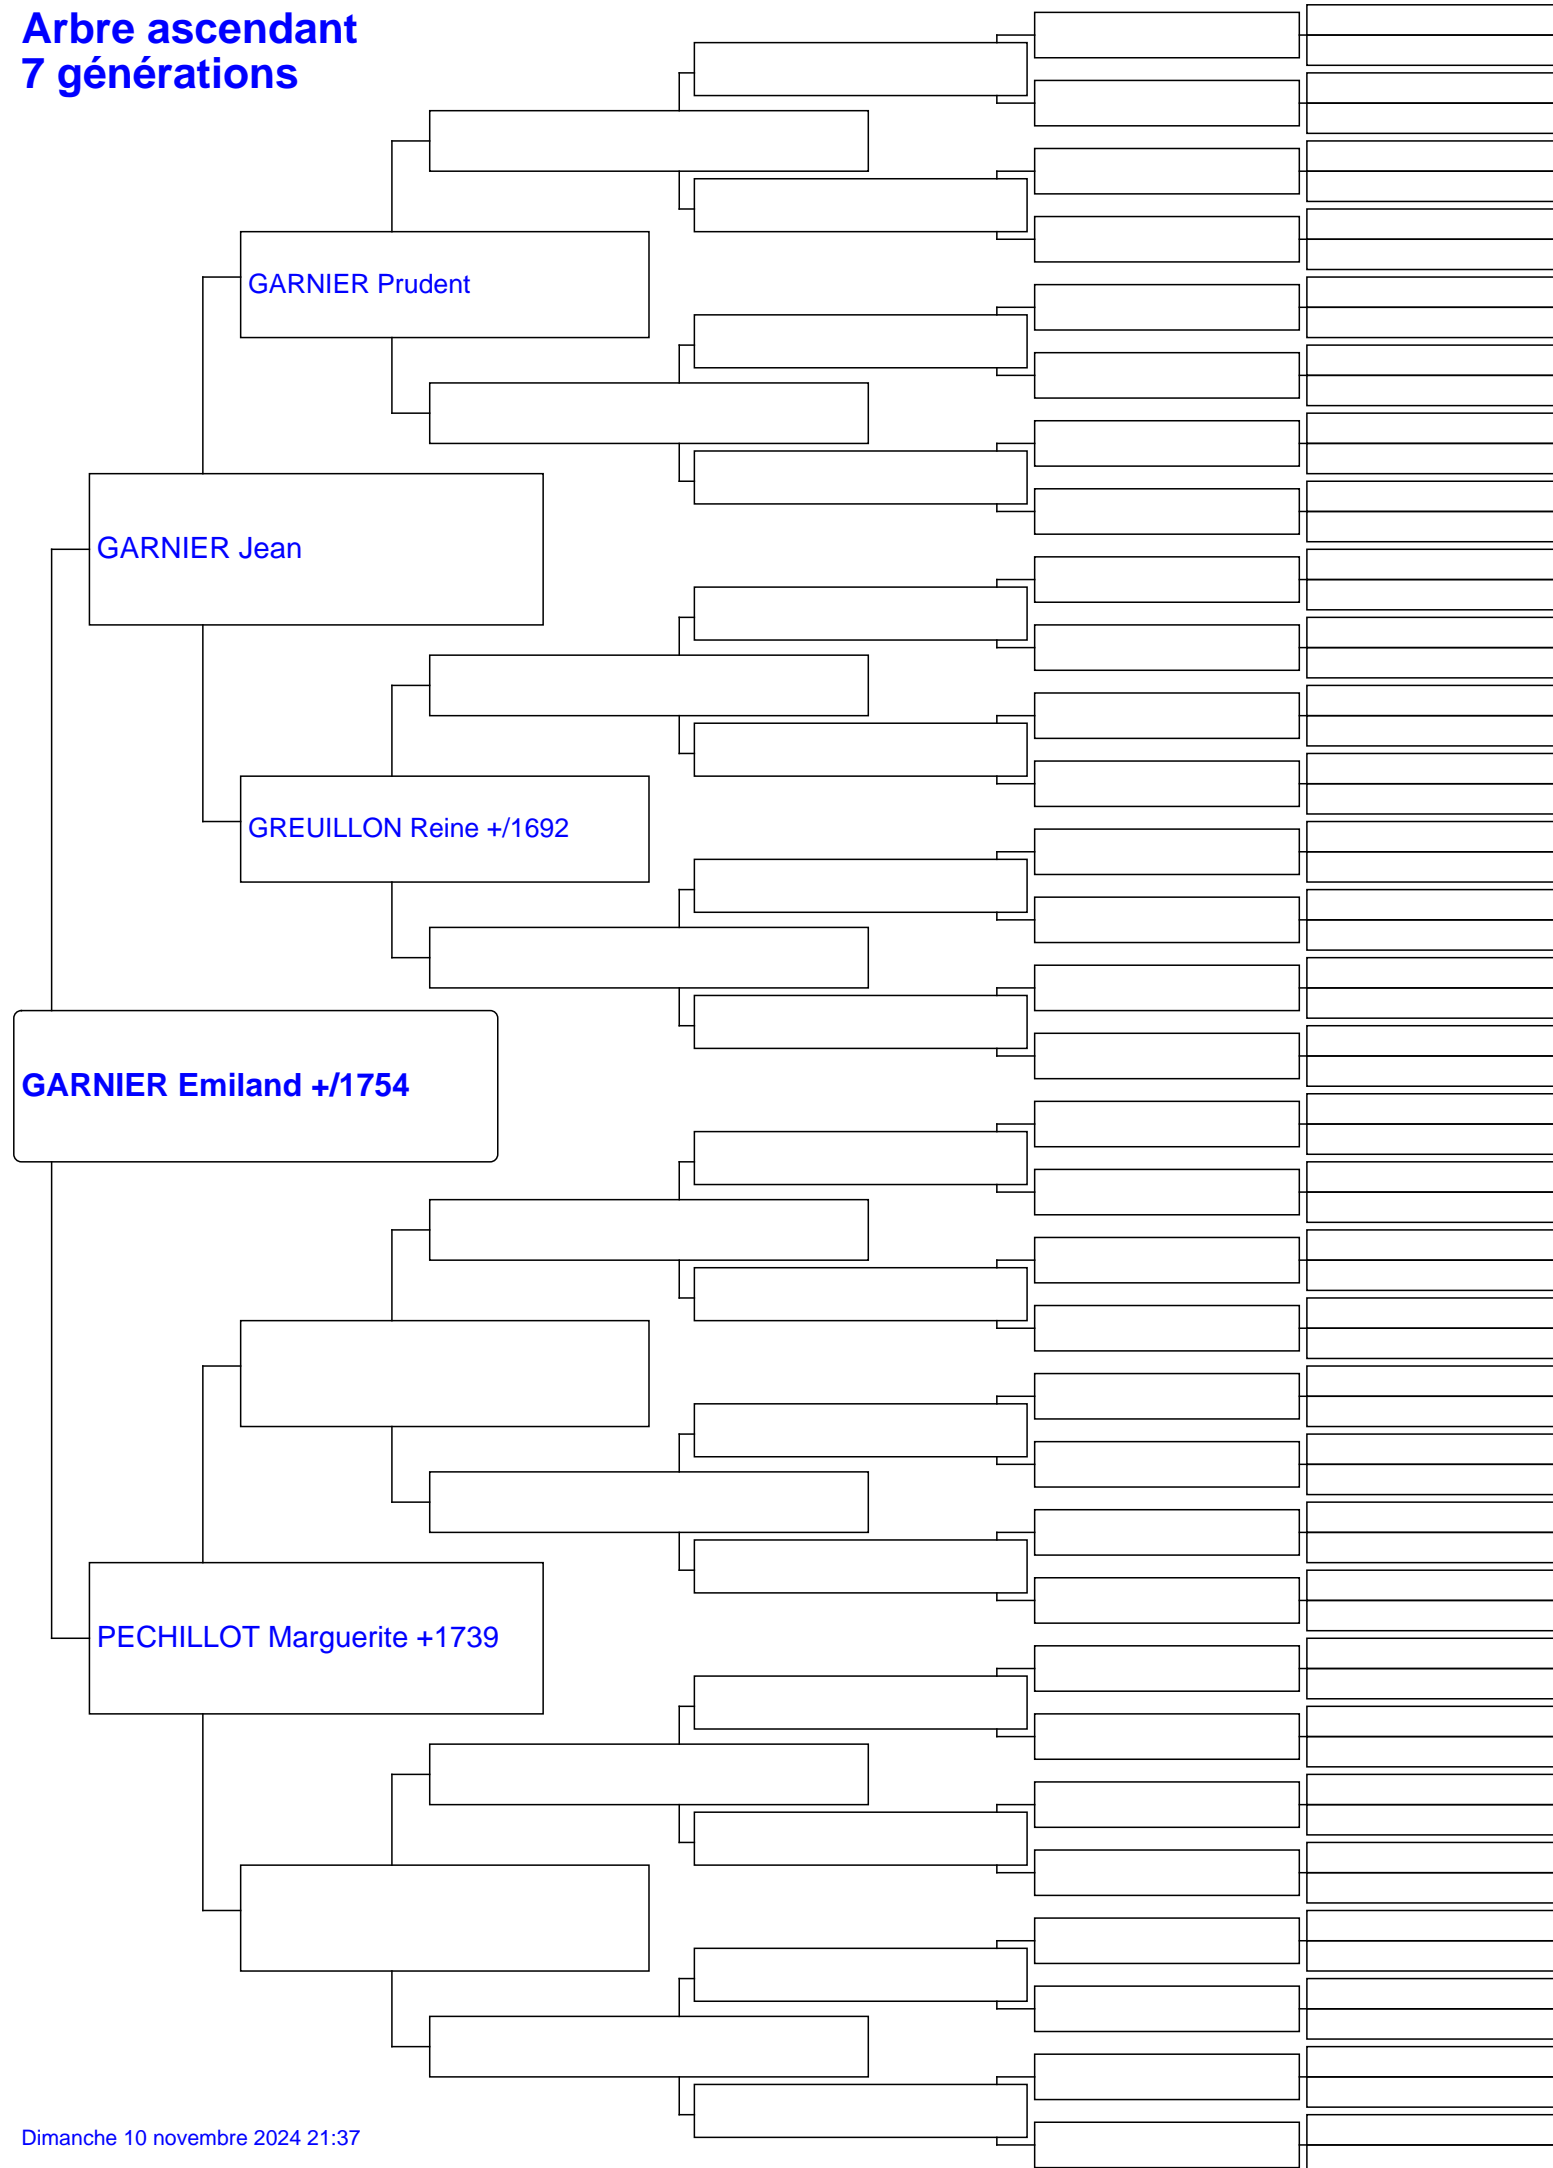 Arbre ascendant
7 générations
GARNIER Prudent
GARNIER Jean
GREUILLON Reine +/1692
GARNIER Emiland +/1754
PECHILLOT Marguerite +1739
Dimanche 10 novembre 2024 21:37